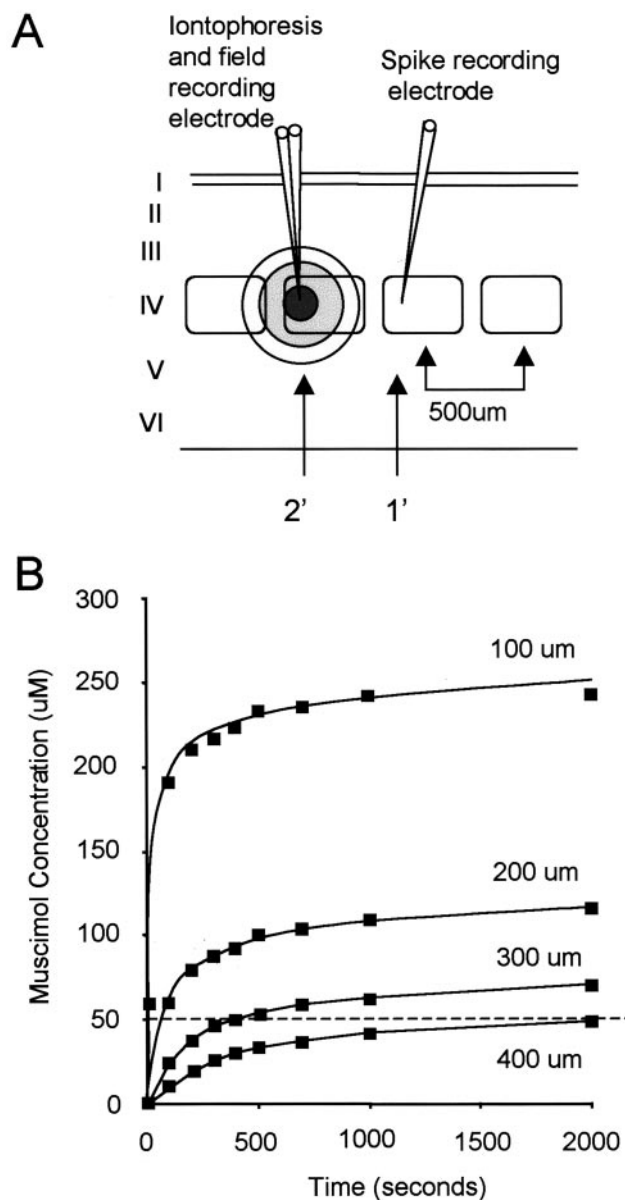 A
Iontophoresis
and field
recording
electrode
Spike recording
electrode
I
II
III
IV
V
VI
500um
2'
1'
B
Muscimol Concentration (uM)
300
250
200
150
100
50
0
100 um
200 um
300 um
400 um
0
500
1000
1500
2000
Time (seconds)